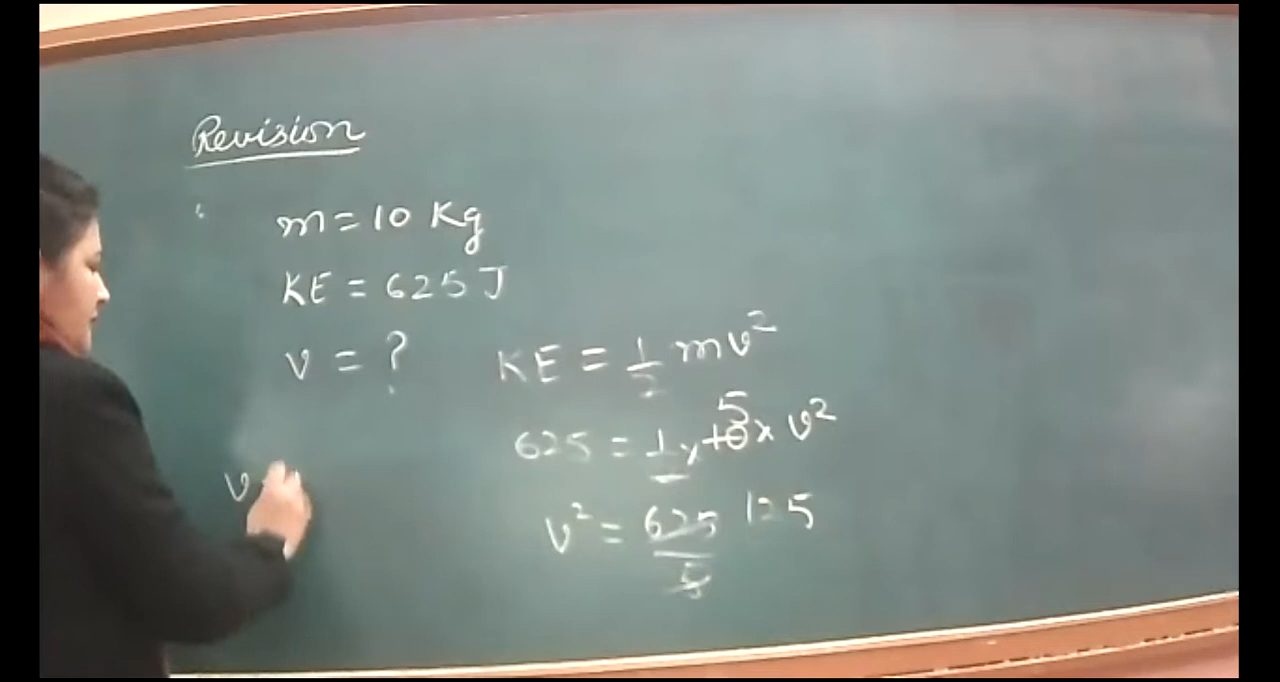 Revision
m = 10 Kg
KE = 625 J
v = ?
KE = 1/2 mv²
625 = 1/2 × 10 × v²
5
v² = 625/5 125
v